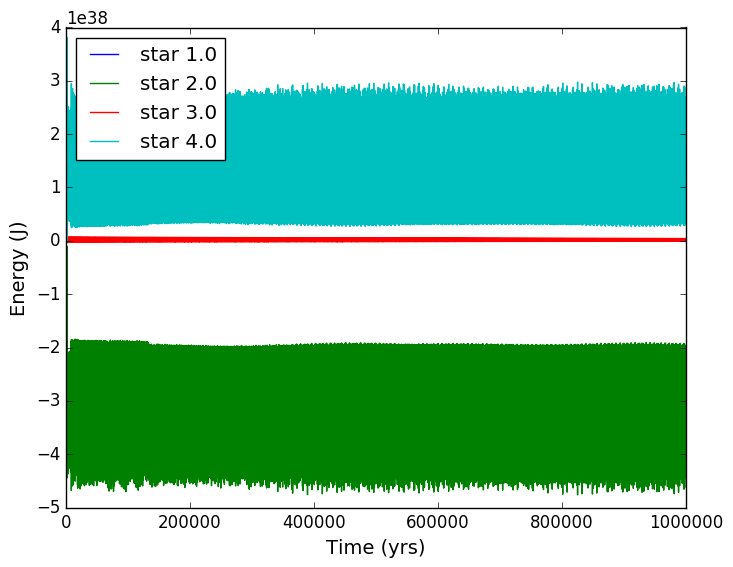 1e38
4
3
2
1
0
−1
−2
−3
−4
−5
Energy (J)
star 1.0
star 2.0
star 3.0
star 4.0
0 200000 400000 600000 800000 1000000
Time (yrs)